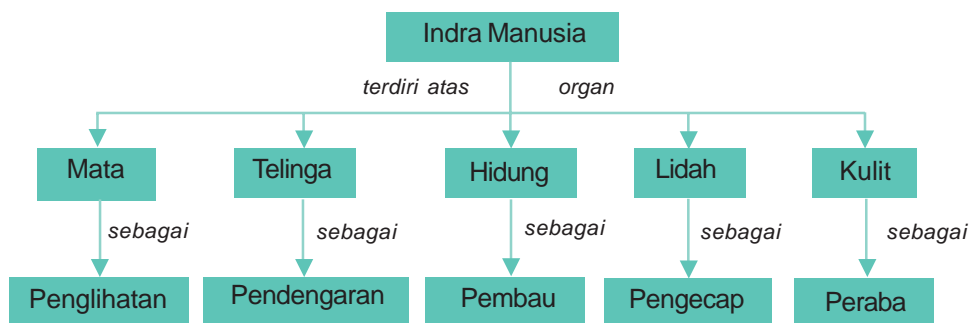 Indra Manusia
terdiri atas organ
Mata Telinga Hidung Lidah Kulit
sebagai sebagai sebagai sebagai sebagai
Penglihatan Pendengaran Pembau Pengecap Peraba